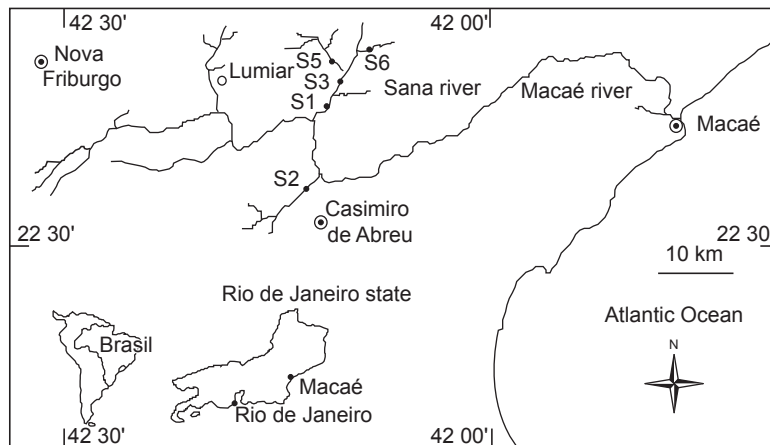 42 30'
42 00'
Nova
Friburgo
Lumiar
S5
S6
S3
S1
Sana river
Macaé river
Macaé
S2
Casimiro
de Abreu
22 30'
22 30'
10 km
Rio de Janeiro state
Atlantic Ocean
Brasil
N
Macaé
Rio de Janeiro
42 30'
42 00'